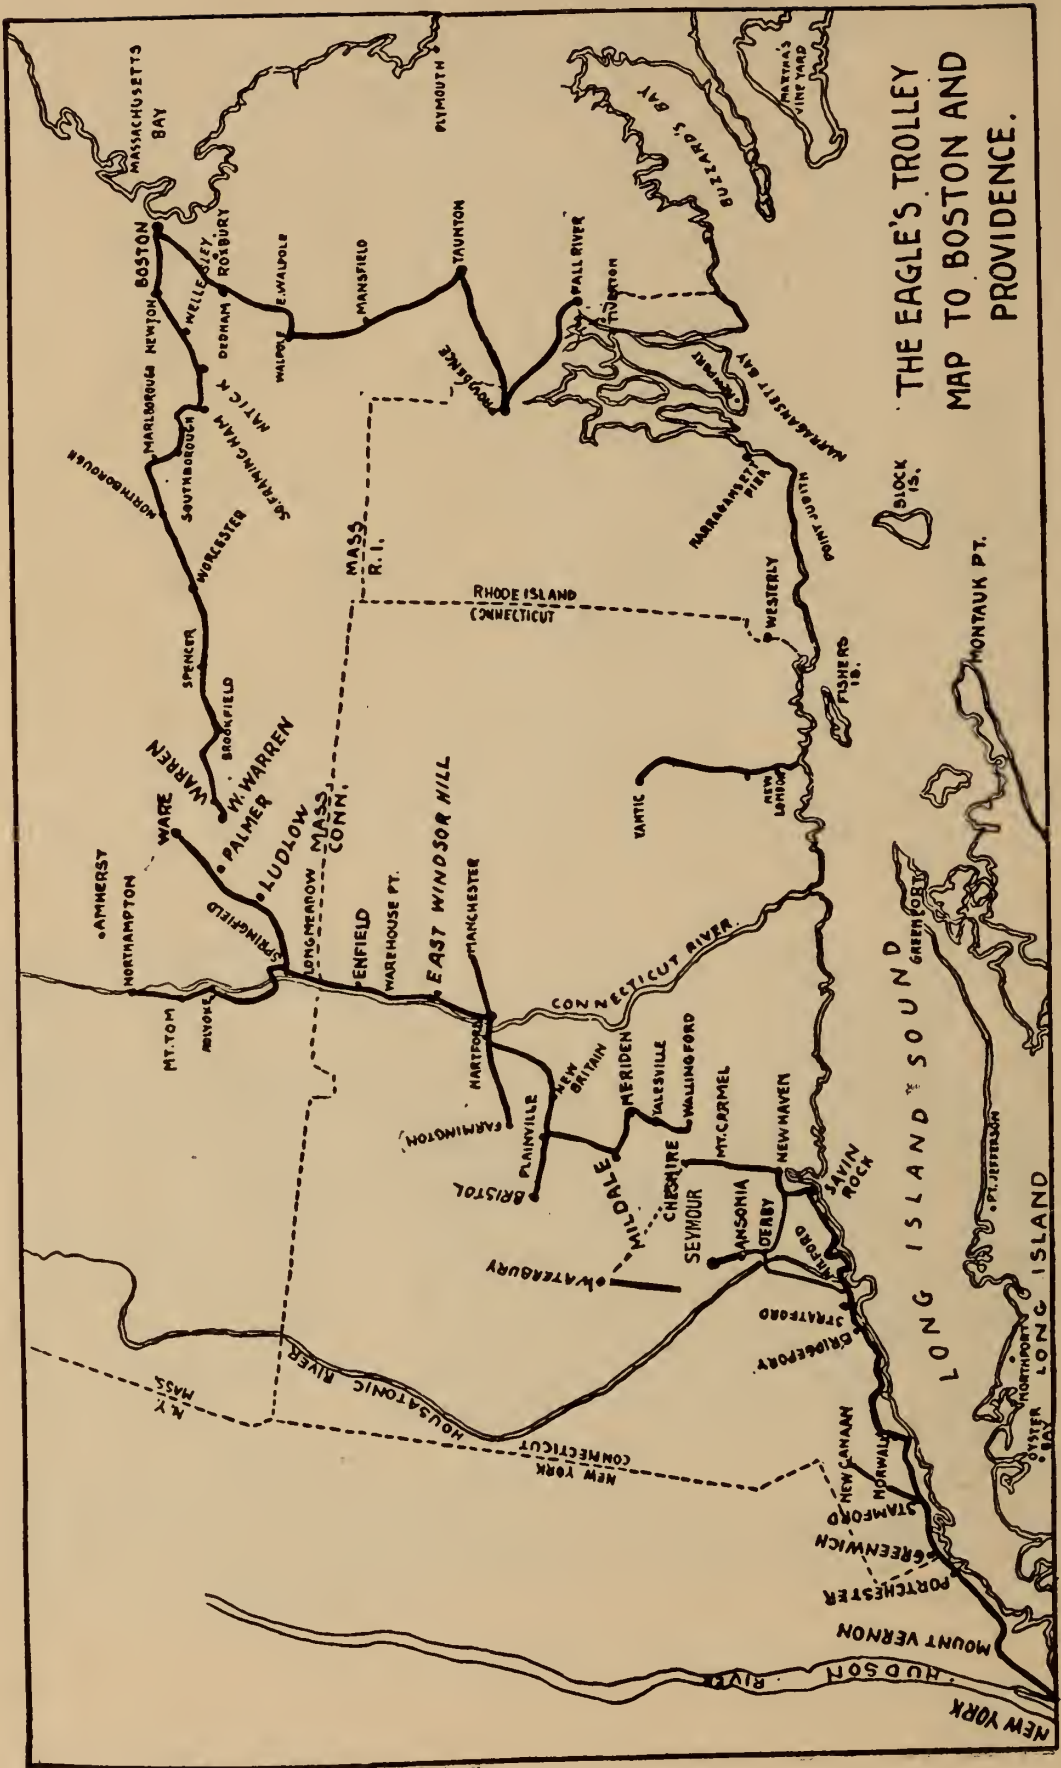 THE EAGLE'S TROLLEY
MAP TO BOSTON AND
PROVIDENCE.
MASSACHUSETTS
BAY
PLYMOUTH
BUZZARD'S BAY
MARTHA'S
VINEYARD
BOSTON
NEWTON
WELLESLEY
ROXBURY
DEDHAM
E.WALPOLE
WALPOLE
MANSFIELD
TAUNTON
PROVIDENCE
FALL RIVER
TIVERTON
NEWPORT
NARRAGANSETT BAY
NARRAGANSETT
PIER
POINT JUDITH
BLOCK
IS.
MONTAUK PT.
MARLBOROUGH
NATICK
SO.FRAMINGHAM
SOUTHBOROUGH
NORTHBOROUGH
WORCESTER
SPENCER
BROOKFIELD
WARREN
W. WARREN
WARE
PALMER
LUDLOW
AMHERST
NORTHAMPTON
MT.TOM
HOLYOKE
SPRINGFIELD
LONGMEADOW
MASS
R.I.
MASS
CONN.
RHODE ISLAND
CONNECTICUT
WESTERLY
FISHERS
IS.
YANTIC
NEW
LONDON
ENFIELD
WAREHOUSE PT.
EAST WINDSOR HILL
MANCHESTER
HARTFORD
CONNECTICUT RIVER
FARMINGTON
NEW
BRITAIN
PLAINVILLE
BRISTOL
MERIDEN
YALESVILLE
WALLINGFORD
MILDALE
CHESHIRE
MT.CARMEL
NEW HAVEN
SAVIN
ROCK
SEYMOUR
ANSONIA
DERBY
WATERBURY
MILFORD
STRATFORD
BRIDGEPORT
HOUSATONIC RIVER
N.Y.
MASS.
NEW YORK
CONNECTICUT
NEW CANAAN
NORWALK
STAMFORD
GREENWICH
PORTCHESTER
MOUNT VERNON
HUDSON RIVER
NEW YORK
LONG ISLAND SOUND
GREENPORT
PT.JEFFERSON
LONG ISLAND
NORTHPORT
OYSTER
BAY